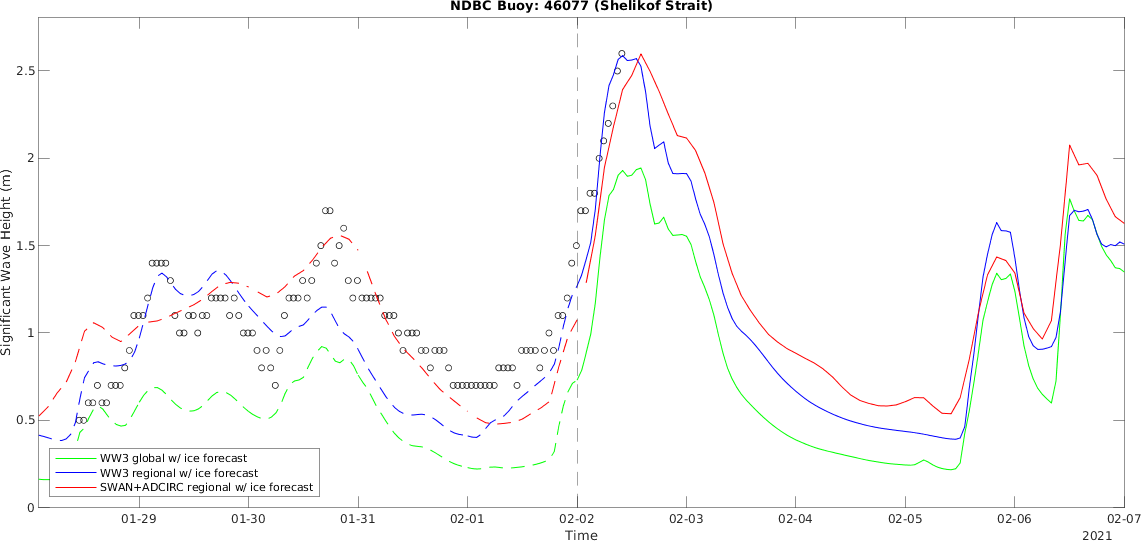 NDBC Buoy: 46077 (Shelikof Strait)
Significant Wave Height (m)
2.5
2
1.5
1
0.5
0
WW3 global w/ ice forecast
WW3 regional w/ ice forecast
SWAN+ADCIRC regional w/ ice forecast
01-29 01-30 01-31 02-01 02-02 02-03 02-04 02-05 02-06 02-07
Time
2021